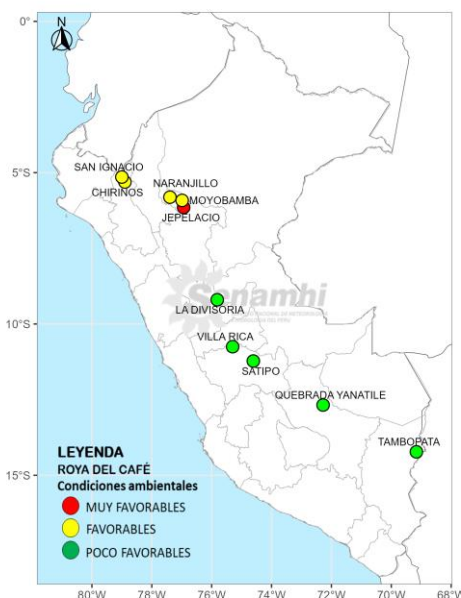 N
0°
5°S
10°S
15°S
SAN IGNACIO
CHIRINOS
NARANJILLO
MOYOBAMBA
JEPELACIO
Senamhi
LA DIVISORIA
VILLA RICA
SATIPO
QUEBRADA YANATILE
TAMBOPATA
LEYENDA
ROYA DEL CAFÉ
Condiciones ambientales
MUY FAVORABLES
FAVORABLES
POCO FAVORABLES
80°W 78°W 76°W 74°W 72°W 70°W 68°W